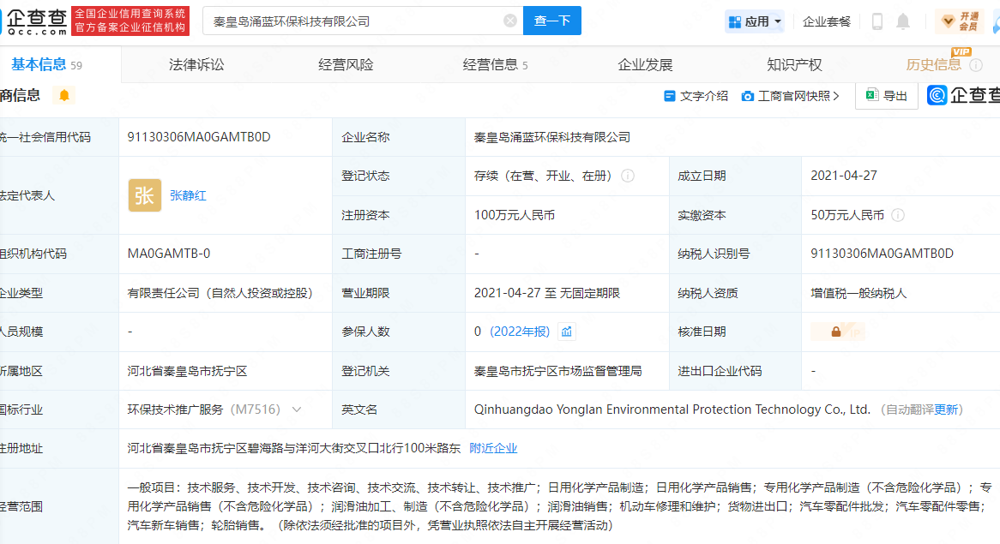 企查查 全国企业信用查询系统
Qcc.com 官方备案企业征信机构
秦皇岛涌蓝环保科技有限公司 查一下 应用 企业套餐 开通会员
基本信息 59 法律诉讼 经营风险 经营信息 5 企业发展 知识产权 历史信息 VIP
商信息 文字介绍 工商官网快照 导出 企查查
统一社会信用代码 91130306MA0GAMTB0D 企业名称 秦皇岛涌蓝环保科技有限公司
法定代表人 张 张静红
登记状态 存续（在营、开业、在册） 成立日期 2021-04-27
注册资本 100万元人民币 实缴资本 50万元人民币
组织机构代码 MA0GAMTB-0 工商注册号 - 纳税人识别号 91130306MA0GAMTB0D
企业类型 有限责任公司（自然人投资或控股） 营业期限 2021-04-27 至 无固定期限 纳税人资质 增值税一般纳税人
人员规模 - 参保人数 0 （2022年报） 核准日期
所属地区 河北省秦皇岛市抚宁区 登记机关 秦皇岛市抚宁区市场监督管理局 进出口企业代码 -
国标行业 环保技术推广服务（M7516） 英文名 Qinhuangdao Yonglan Environmental Protection Technology Co., Ltd. （自动翻译更新）
注册地址 河北省秦皇岛市抚宁区碧海路与洋河大街交叉口北行100米路东 附近企业
经营范围
一般项目：技术服务、技术开发、技术咨询、技术交流、技术转让、技术推广；日用化学产品制造；日用化学产品销售；专用化学产品制造（不含危险化学品）；专
用化学产品销售（不含危险化学品）；润滑油加工、制造（不含危险化学品）；润滑油销售；机动车修理和维护；货物进出口；汽车零配件批发；汽车零配件零售；
汽车新车销售；轮胎销售。（除依法须经批准的项目外，凭营业执照依法自主开展经营活动）